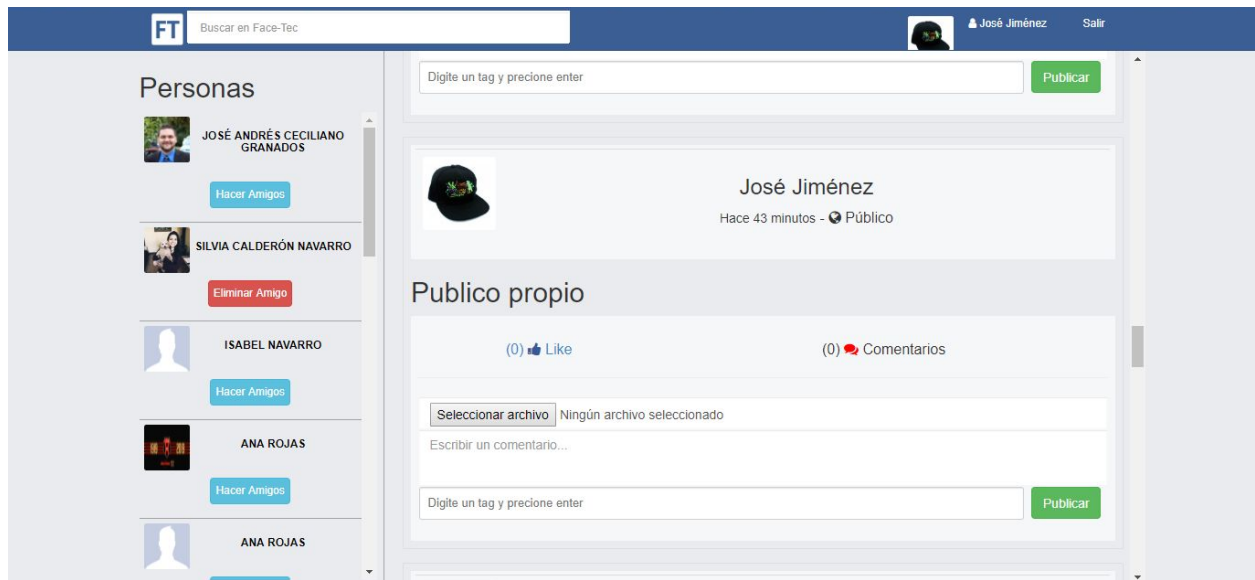 FT
Buscar en Face-Tec
José Jiménez
Salir
Personas
JOSÉ ANDRÉS CECILIANO
GRANADOS
Hacer Amigos
SILVIA CALDERÓN NAVARRO
Eliminar Amigo
ISABEL NAVARRO
Hacer Amigos
ANA ROJAS
Hacer Amigos
ANA ROJAS
Digite un tag y precione enter
Publicar
José Jiménez
Hace 43 minutos - Público
Publico propio
(0) Like
(0) Comentarios
Seleccionar archivo Ningún archivo seleccionado
Escribir un comentario...
Digite un tag y precione enter
Publicar